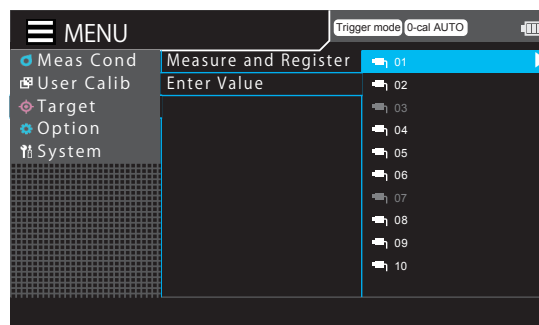 MENU
Trigger mode 0-cal AUTO
Meas Cond
User Calib
Target
Option
System
Measure and Register
Enter Value
01
02
03
04
05
06
07
08
09
10